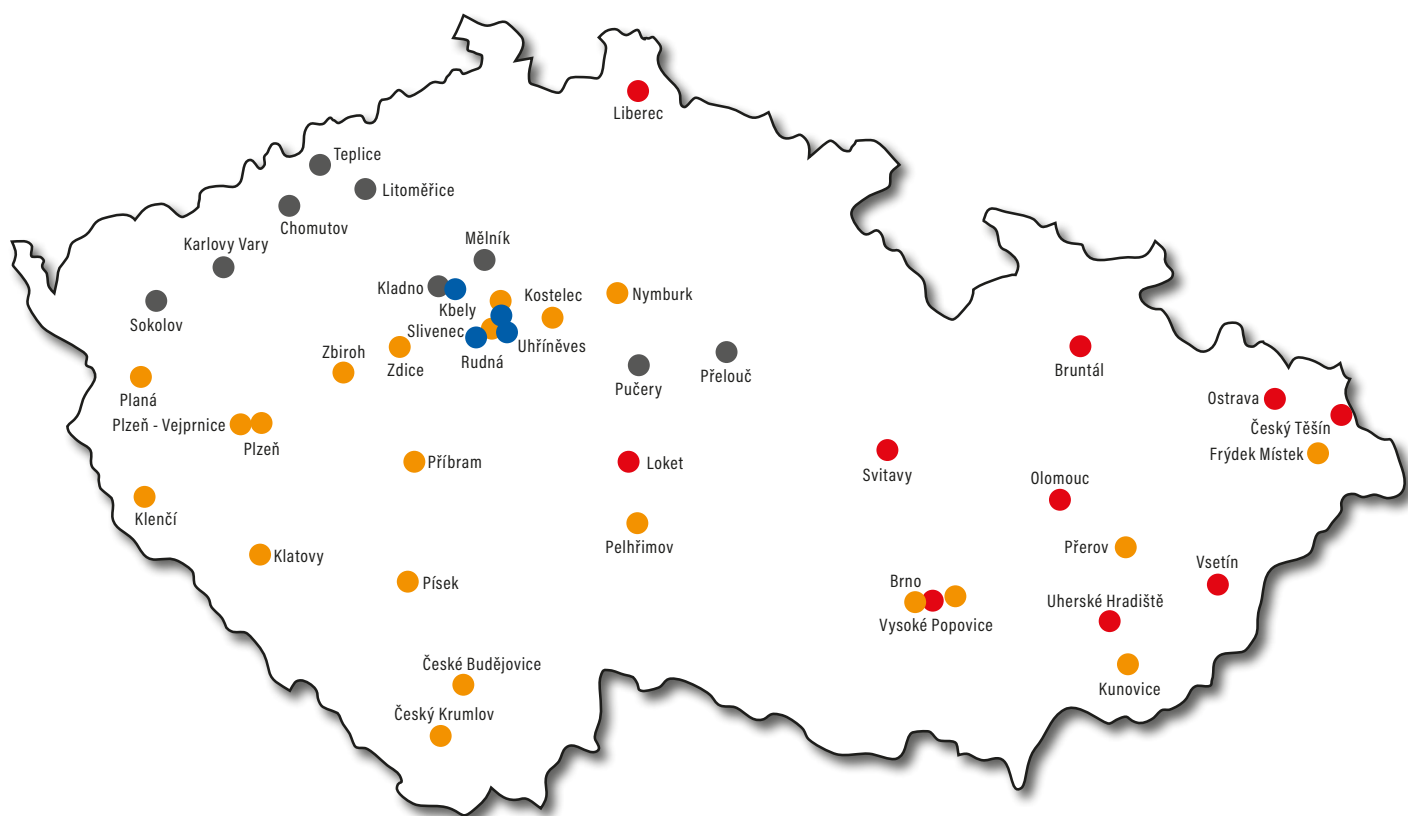 Liberec
Teplice
Litoměřice
Chomutov
Karlovy Vary
Mělník
Kladno
Kbely
Kostelec
Nymburk
Sokolov
Slivenec
Uhříněves
Rudná
Zbiroh
Zdice
Pučery
Přelouč
Bruntál
Planá
Plzeň - Vejprnice
Plzeň
Ostrava
Český Těšín
Frýdek Místek
Příbram
Loket
Svitavy
Olomouc
Klenčí
Klatovy
Pelhřimov
Přerov
Vsetín
Písek
Brno
Vysoké Popovice
Uherské Hradiště
České Budějovice
Kunovice
Český Krumlov